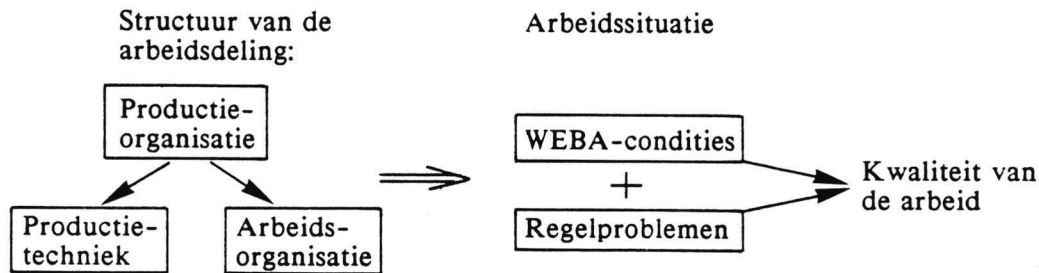 Structuur van de
arbeidsdeling:
Arbeidssituatie
Productie-
organisatie
Productie-
techniek
Arbeids-
organisatie
WEBA-condities
+
Regelproblemen
Kwaliteit van
de arbeid